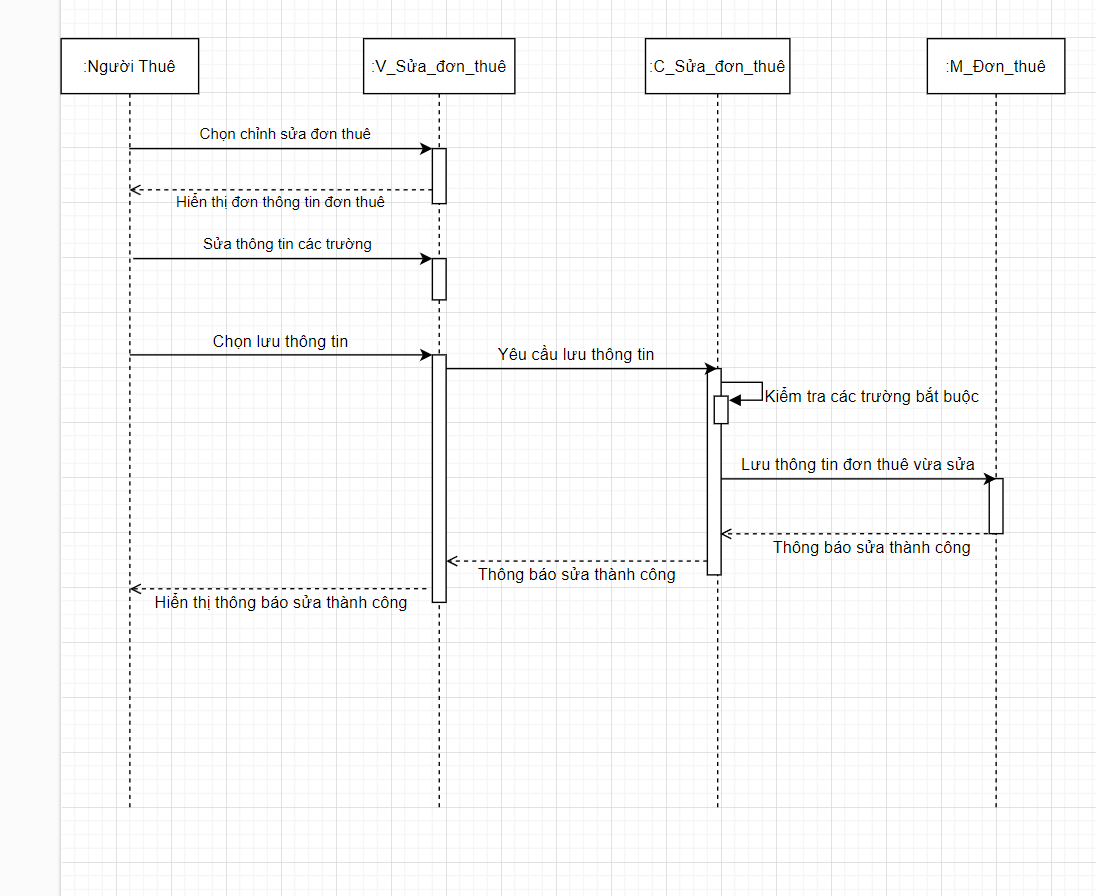 :Người Thuê
:V_Sửa_đơn_thuê
:C_Sửa_đơn_thuê
:M_Đơn_thuê
Chọn chỉnh sửa đơn thuê
Hiển thị đơn thông tin đơn thuê
Sửa thông tin các trường
Chọn lưu thông tin
Yêu cầu lưu thông tin
Kiểm tra các trường bắt buộc
Lưu thông tin đơn thuê vừa sửa
Thông báo sửa thành công
Thông báo sửa thành công
Hiển thị thông báo sửa thành công